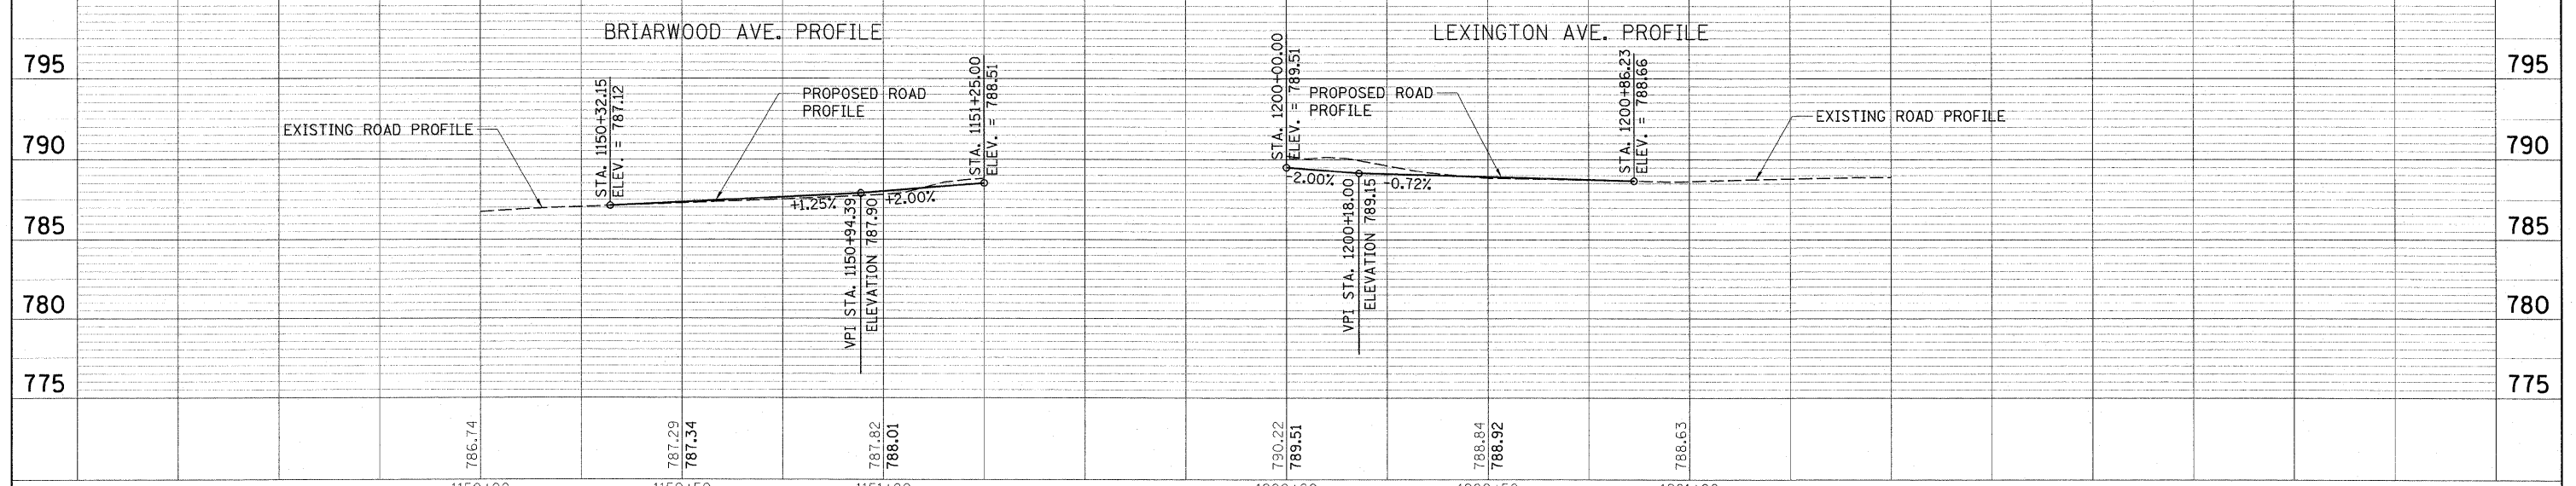 BRIARWOOD AVE. PROFILE
LEXINGTON AVE. PROFILE
795
790
785
780
775
795
790
785
780
775
EXISTING ROAD PROFILE
STA. 1150+32.15
ELEV. = 787.12
PROPOSED ROAD
PROFILE
+1.25%
VPI STA. 1150+94.39
ELEVATION 787.90
+2.00%
STA. 1151+25.00
ELEV. = 788.51
STA. 1200+00.00
ELEV. = 789.51
PROPOSED ROAD
PROFILE
-2.00%
VPI STA. 1200+18.00
ELEVATION 789.15
-0.72%
STA. 1200+86.23
ELEV. = 788.66
EXISTING ROAD PROFILE
786.74
787.29
787.34
787.82
788.01
790.22
789.51
788.84
788.92
788.63